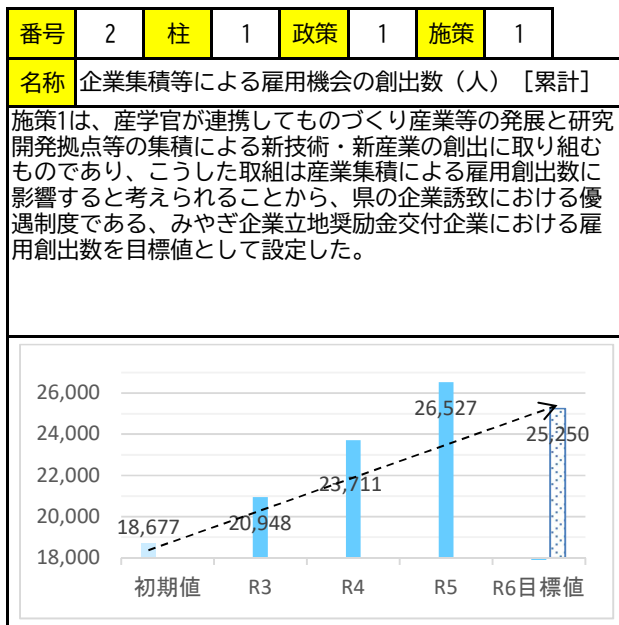 番号 2 柱 1 政策 1 施策 1
名称 企業集積等による雇用機会の創出数（人）［累計］
施策1は、産学官が連携してものづくり産業等の発展と研究
開発拠点等の集積による新技術・新産業の創出に取り組む
ものであり、こうした取組は産業集積による雇用創出数に
影響すると考えられることから、県の企業誘致における優
遇制度である、みやぎ企業立地奨励金交付企業における雇
用創出数を目標値として設定した。
26,000
24,000
22,000
20,000
18,000
18,677
20,948
23,711
26,527
25,250
初期値 R3 R4 R5 R6目標値